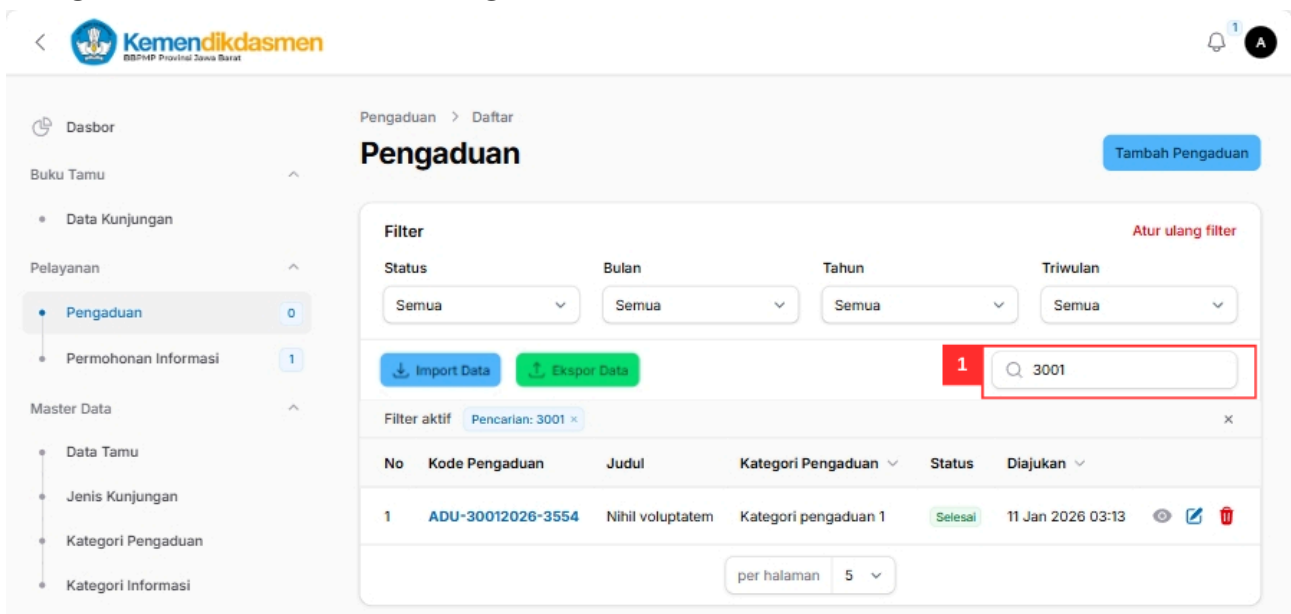 Kemendikdasmen
BBPMP Provinsi Jawa Barat
1
A
Dasbor
Buku Tamu
Data Kunjungan
Pelayanan
Pengaduan 0
Permohonan Informasi 1
Master Data
Data Tamu
Jenis Kunjungan
Kategori Pengaduan
Kategori Informasi
Pengaduan > Daftar
Pengaduan
Tambah Pengaduan
Filter Atur ulang filter
Status Bulan Tahun Triwulan
Semua Semua Semua Semua
Import Data Ekspor Data 1 3001
Filter aktif Pencarian: 3001 ×
×
No Kode Pengaduan Judul Kategori Pengaduan Status Diajukan
1 ADU-30012026-3554 Nihil voluptatem Kategori pengaduan 1 Selesai 11 Jan 2026 03:13
per halaman 5